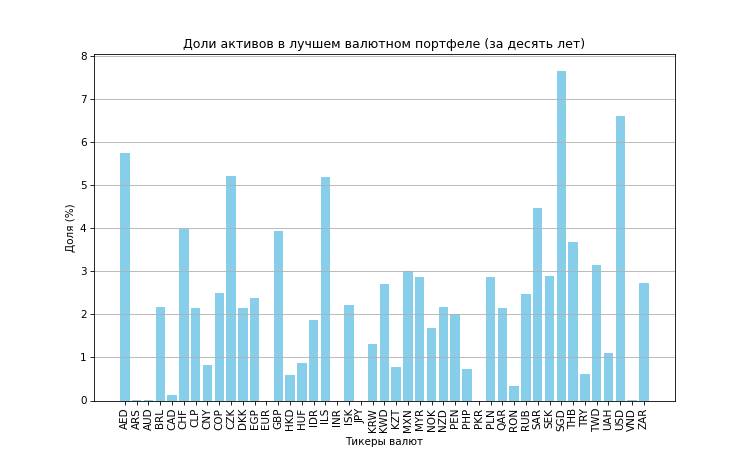 Доли активов в лучшем валютном портфеле (за десять лет)
Доля (%)
8
7
6
5
4
3
2
1
0
AED ARS AUD BRL CAD CHF CLP CNY COP CZK DKK EGP EUR GBP HKD HUF IDR ILS INR ISK JPY KRW KWD KZT MXN MYR NOK NZD PEN PHP PKR PLN QAR RON RUB SAR SEK SGD THB TRY TWD UAH USD VND ZAR
Тикеры валют